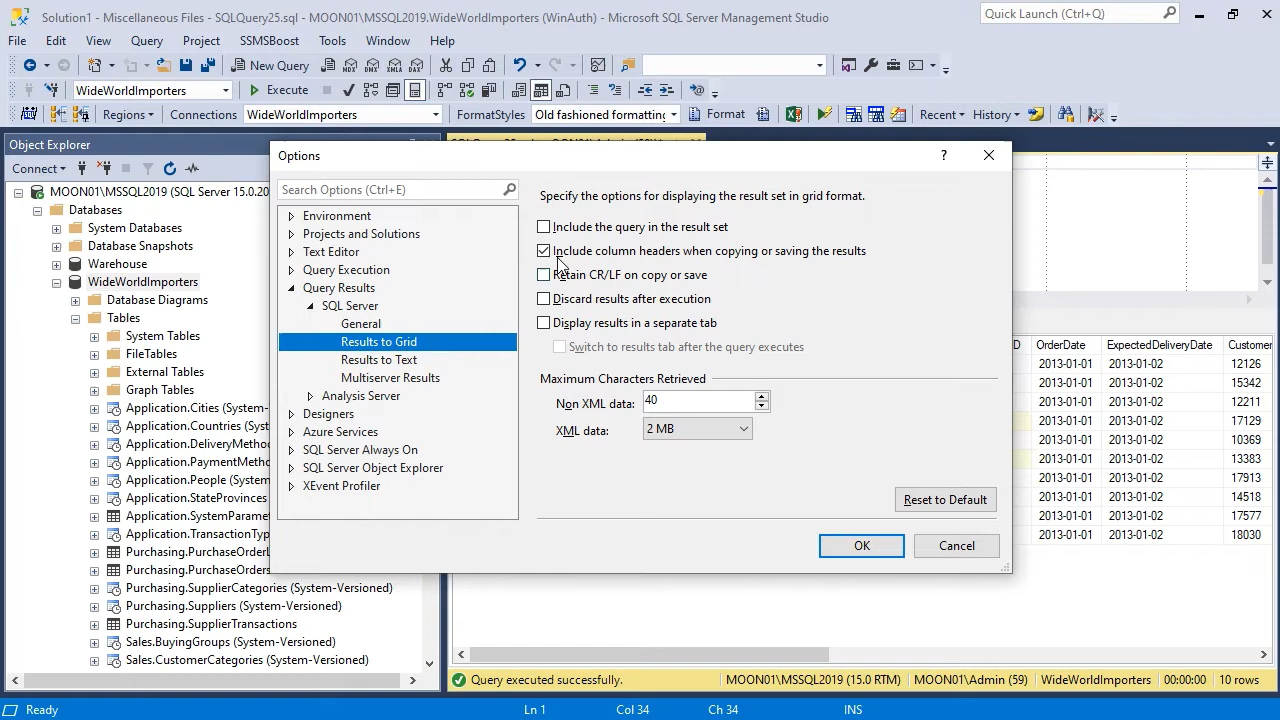 Solution1 - Miscellaneous Files - SQLQuery25.sql - MOON01\MSSQL2019.WideWorldImporters (WinAuth) - Microsoft SQL Server Management Studio
Quick Launch (Ctrl+Q)
File Edit View Query Project SSMSBoost Tools Window Help
New Query MDX DMX XMLA DAX
WideWorldImporters Execute
Regions Connections WideWorldImporters FormatStyles Old fashioned formatting Format Recent History
Object Explorer
Connect
MOON01\MSSQL2019 (SQL Server 15.0.20
Databases
System Databases
Database Snapshots
Warehouse
WideWorldImporters
Database Diagrams
Tables
System Tables
FileTables
External Tables
Graph Tables
Application.Cities (System-
Application.Countries (Syste
Application.DeliveryMetho
Application.PaymentMetho
Application.People (System
Application.StateProvinces
Application.SystemParame
Application.TransactionTyp
Purchasing.PurchaseOrderL
Purchasing.PurchaseOrders
Purchasing.SupplierCategories (System-Versioned)
Purchasing.Suppliers (System-Versioned)
Purchasing.SupplierTransactions
Sales.BuyingGroups (System-Versioned)
Sales.CustomerCategories (System-Versioned)
Options
?
Search Options (Ctrl+E)
Environment
Projects and Solutions
Text Editor
Query Execution
Query Results
SQL Server
General
Results to Grid
Results to Text
Multiserver Results
Analysis Server
Designers
Azure Services
SQL Server Always On
SQL Server Object Explorer
XEvent Profiler
Specify the options for displaying the result set in grid format.
Include the query in the result set
Include column headers when copying or saving the results
Retain CR/LF on copy or save
Discard results after execution
Display results in a separate tab
Switch to results tab after the query executes
Maximum Characters Retrieved
Non XML data: 40
XML data: 2 MB
Reset to Default
OK Cancel
D OrderDate ExpectedDeliveryDate Customer
2013-01-01 2013-01-02 12126
2013-01-01 2013-01-02 15342
2013-01-01 2013-01-02 12211
2013-01-01 2013-01-02 17129
2013-01-01 2013-01-02 10369
2013-01-01 2013-01-02 13383
2013-01-01 2013-01-02 17913
2013-01-01 2013-01-02 14518
2013-01-01 2013-01-02 17577
2013-01-01 2013-01-02 18030
Query executed successfully. MOON01\MSSQL2019 (15.0 RTM) MOON01\Admin (59) WideWorldImporters 00:00:00 10 rows
Ready Ln 1 Col 34 Ch 34 INS